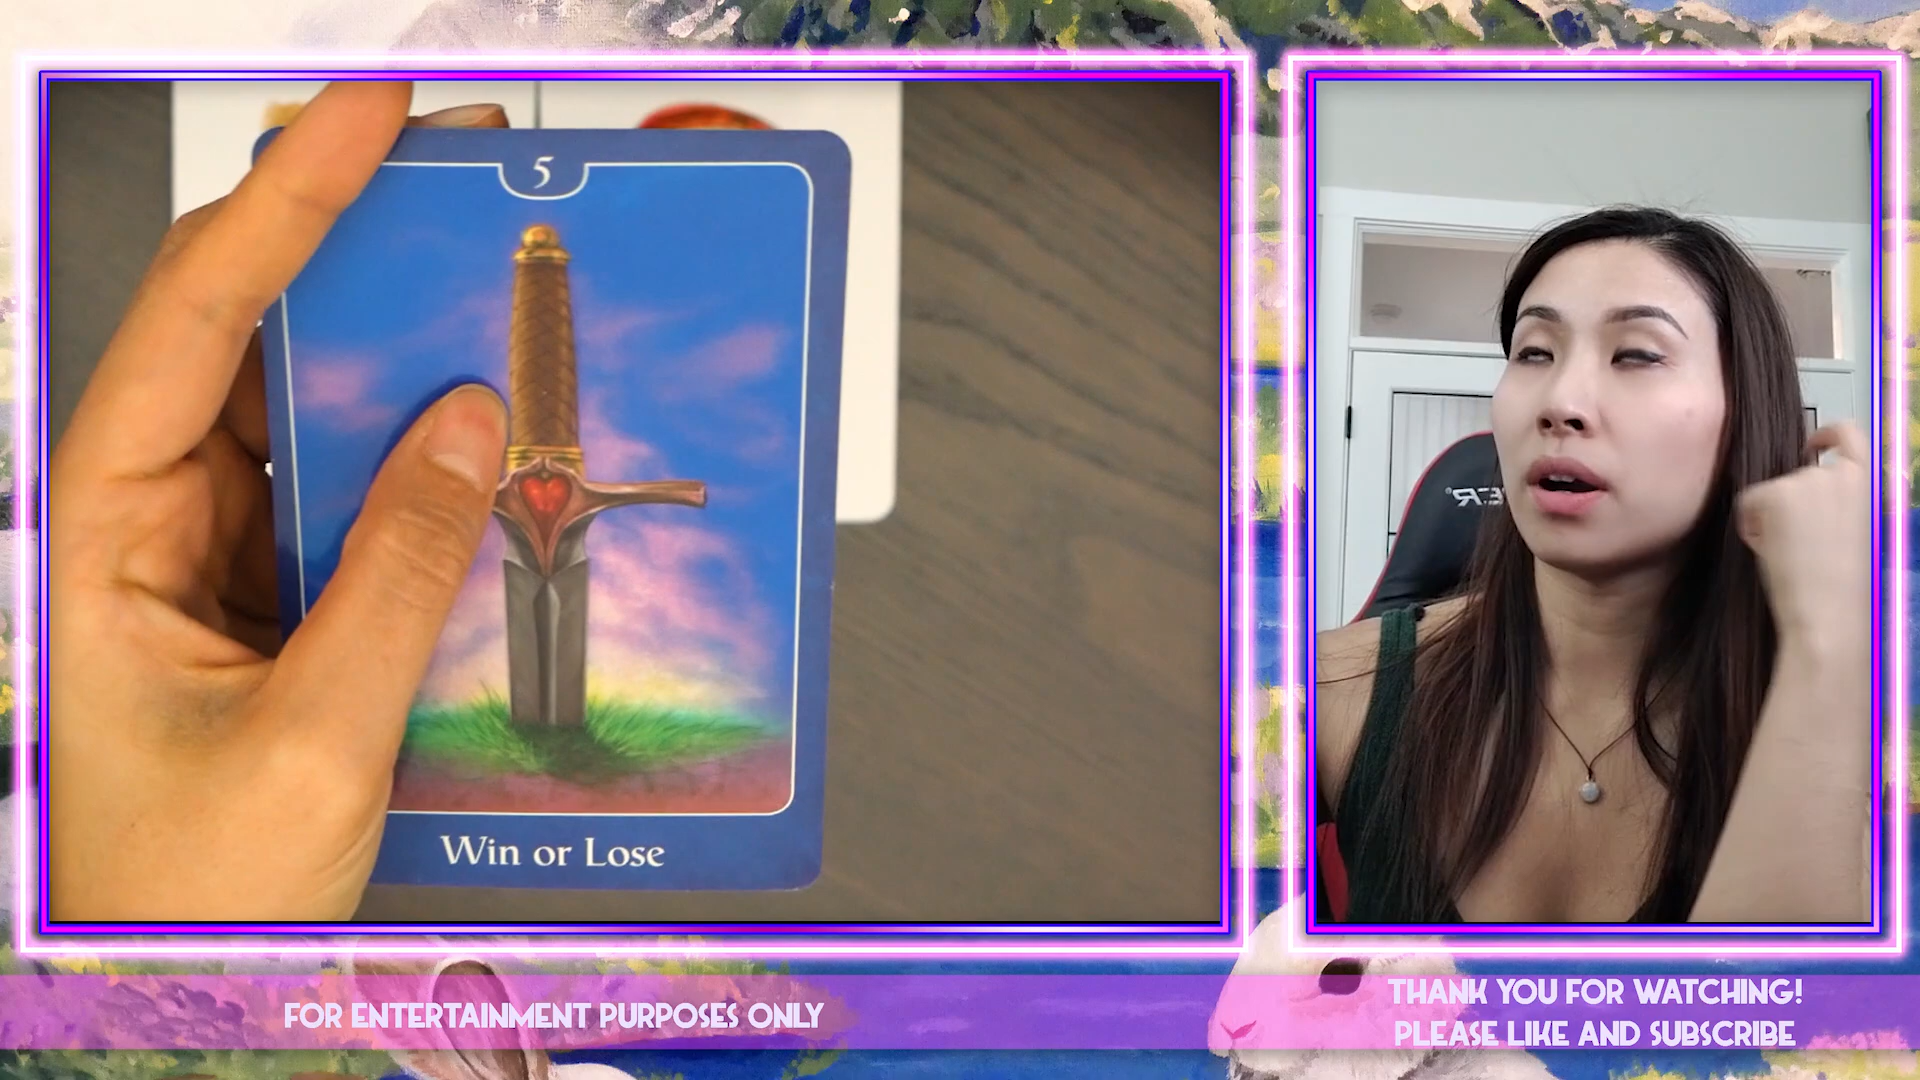 5
Win or Lose
FOR ENTERTAINMENT PURPOSES ONLY
THANK YOU FOR WATCHING!
PLEASE LIKE AND SUBSCRIBE